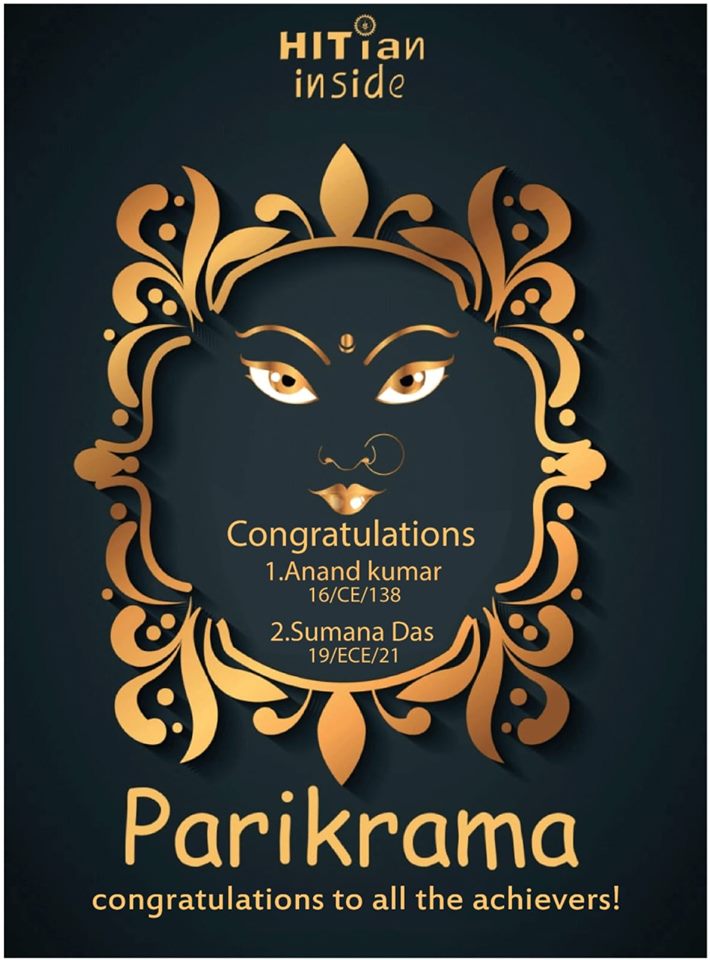 HITian
inside
Congratulations
1.Anand kumar
16/CE/138
2.Sumana Das
19/ECE/21
Parikrama
congratulations to all the achievers!